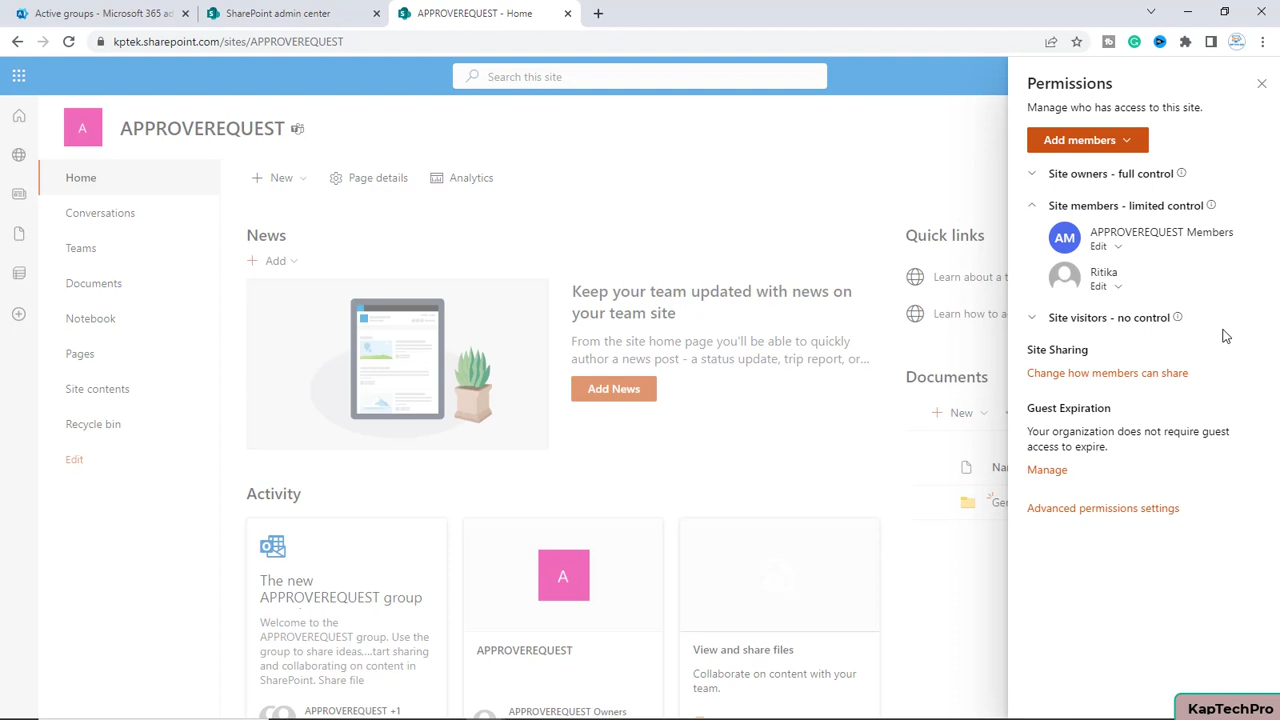 Active groups - Microsoft 365 ad
SharePoint admin center
APPROVEREQUEST - Home
kptek.sharepoint.com/sites/APPROVEREQUEST
Search this site
A
APPROVEREQUEST
Home
Conversations
Teams
Documents
Notebook
Pages
Site contents
Recycle bin
Edit
New
Page details
Analytics
News
Add
Keep your team updated with news on
your team site
From the site home page you'll be able to quickly
author a news post - a status update, trip report, or...
Add News
Quick links
Learn about a t
Learn how to a
Documents
New
Na
Ger
Activity
The new
APPROVEREQUEST group
Welcome to the
APPROVEREQUEST group. Use the
group to share ideas,...tart sharing
and collaborating on content in
SharePoint. Share file
APPROVEREQUEST +1
A
APPROVEREQUEST
APPROVEREQUEST Owners
View and share files
Collaborate on content with your
team.
Permissions
Manage who has access to this site.
Add members
Site owners - full control
Site members - limited control
AM
APPROVEREQUEST Members
Edit
Ritika
Edit
Site visitors - no control
Site Sharing
Change how members can share
Guest Expiration
Your organization does not require guest
access to expire.
Manage
Advanced permissions settings
KapTechPro